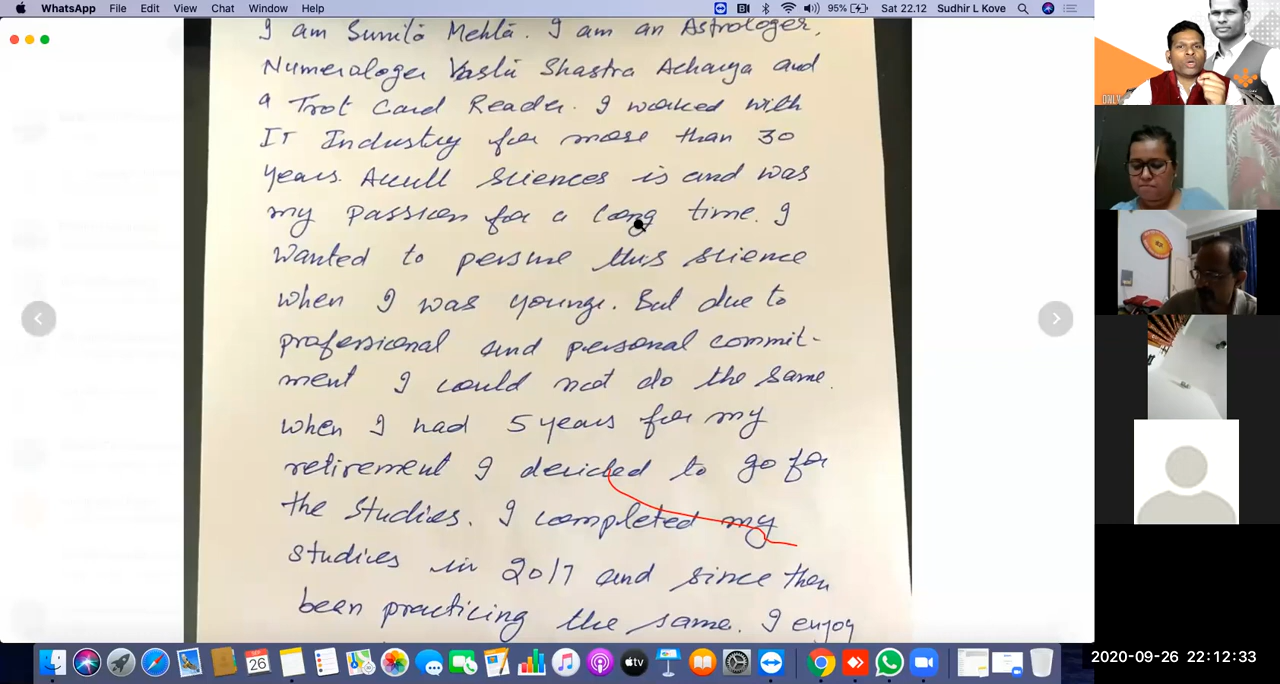 WhatsApp File Edit View Chat Window Help 95% Sat 22.12 Sudhir L Kove
I am Sunila Mehta. I am an Astrologer,
Numerologer Vastu Shastra Acharya and
a Trot Card Reader. I worked with
IT Industry for more than 30
years. Accult Sciences is and was
my passion for a long time. I
wanted to persue this science
when I was younge. But due to
professional and personal commit-
ment I could not do the same.
when I had 5 years for my
retirement I decided to go for
the Studies. I completed my
studies in 2017 and since then
been practicing the same. I enjoy
SEP
26
tv
2020-09-26 22:12:33